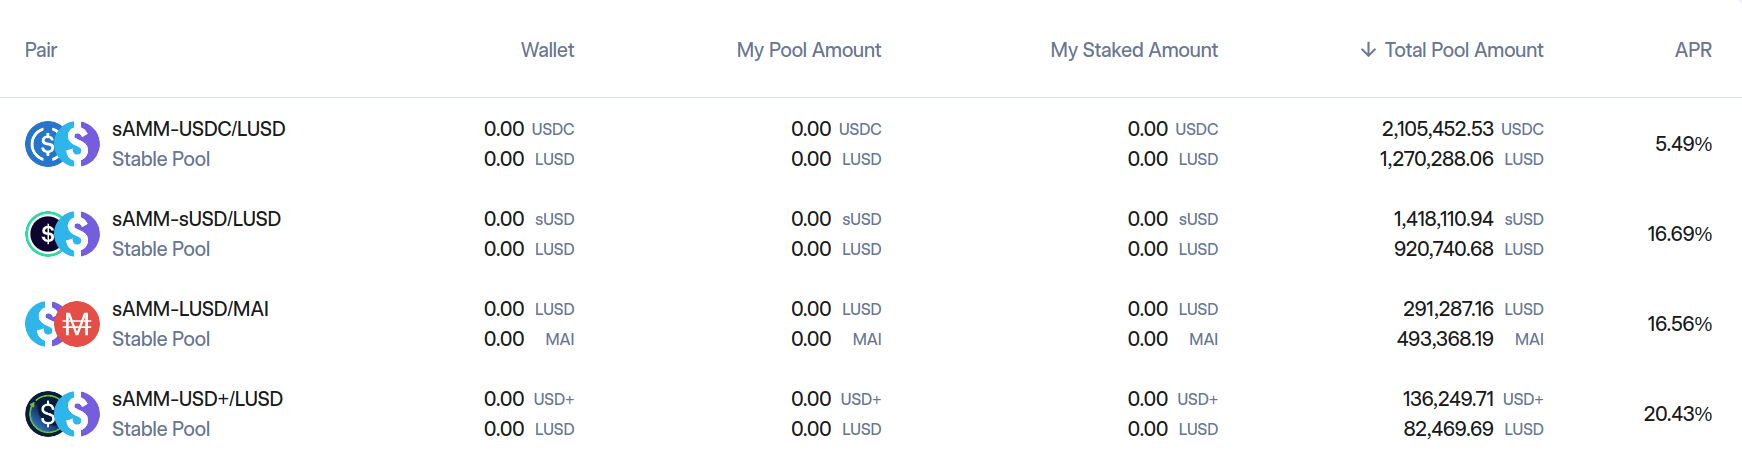 Pair Wallet My Pool Amount My Staked Amount ↓ Total Pool Amount APR
sAMM-USDC/LUSD 0.00 USDC 0.00 USDC 0.00 USDC 2,105,452.53 USDC
Stable Pool 0.00 LUSD 0.00 LUSD 0.00 LUSD 1,270,288.06 LUSD
5.49%
sAMM-sUSD/LUSD 0.00 sUSD 0.00 sUSD 0.00 sUSD 1,418,110.94 sUSD
Stable Pool 0.00 LUSD 0.00 LUSD 0.00 LUSD 920,740.68 LUSD
16.69%
sAMM-LUSD/MAI 0.00 LUSD 0.00 LUSD 0.00 LUSD 291,287.16 LUSD
Stable Pool 0.00 MAI 0.00 MAI 0.00 MAI 493,368.19 MAI
16.56%
sAMM-USD+/LUSD 0.00 USD+ 0.00 USD+ 0.00 USD+ 136,249.71 USD+
Stable Pool 0.00 LUSD 0.00 LUSD 0.00 LUSD 82,469.69 LUSD
20.43%